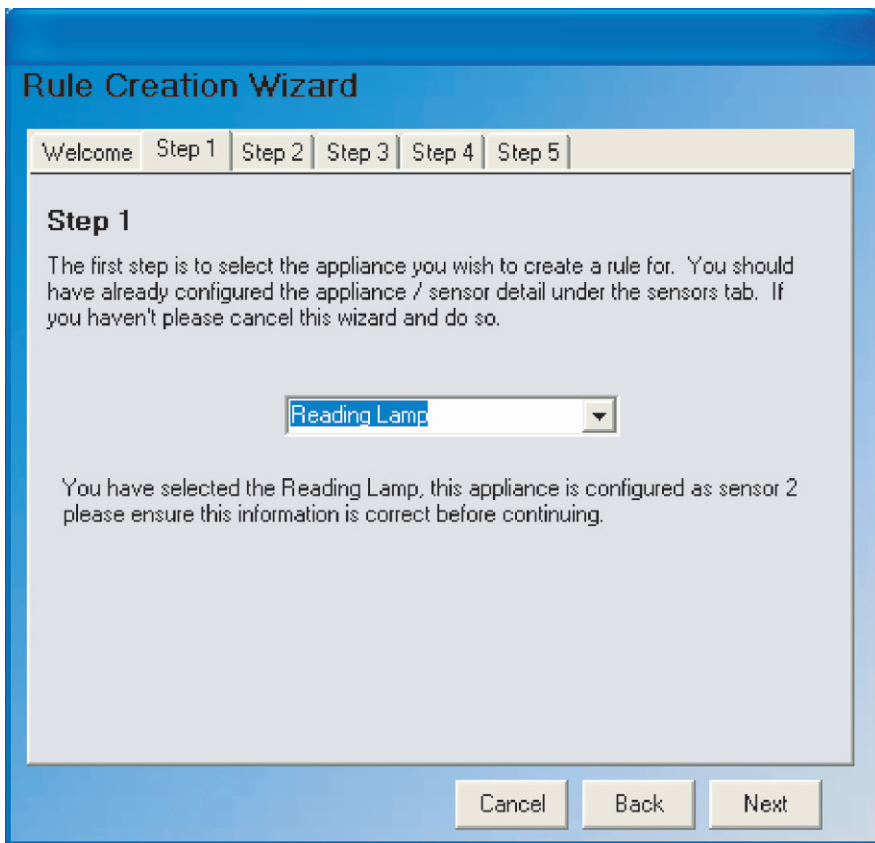 Rule Creation Wizard
Welcome Step 1 Step 2 Step 3 Step 4 Step 5
Step 1
The first step is to select the appliance you wish to create a rule for. You should
have already configured the appliance / sensor detail under the sensors tab. If
you haven't please cancel this wizard and do so.
Reading Lamp
You have selected the Reading Lamp, this appliance is configured as sensor 2
please ensure this information is correct before continuing.
Cancel Back Next